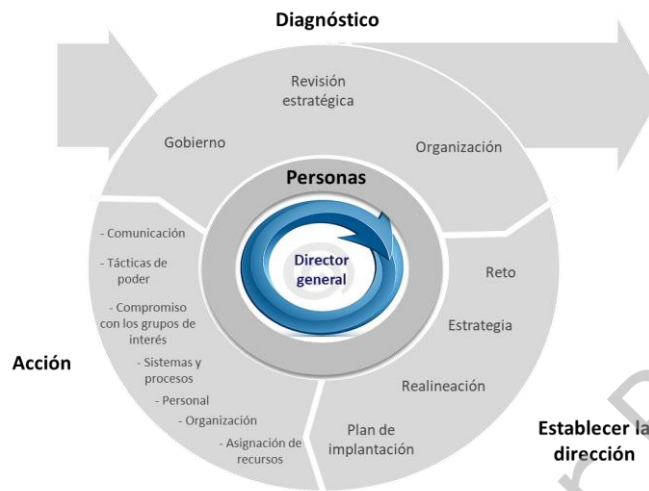 Diagnóstico
Revisión
estratégica
Gobierno
Organización
Personas
Director
general
- Comunicación
- Tácticas de
poder
- Compromiso
con los grupos de
interés
- Sistemas y
procesos
- Personal
- Organización
- Asignación de
recursos
Acción
Reto
Estrategia
Realineación
Plan de
implantación
Establecer la
dirección